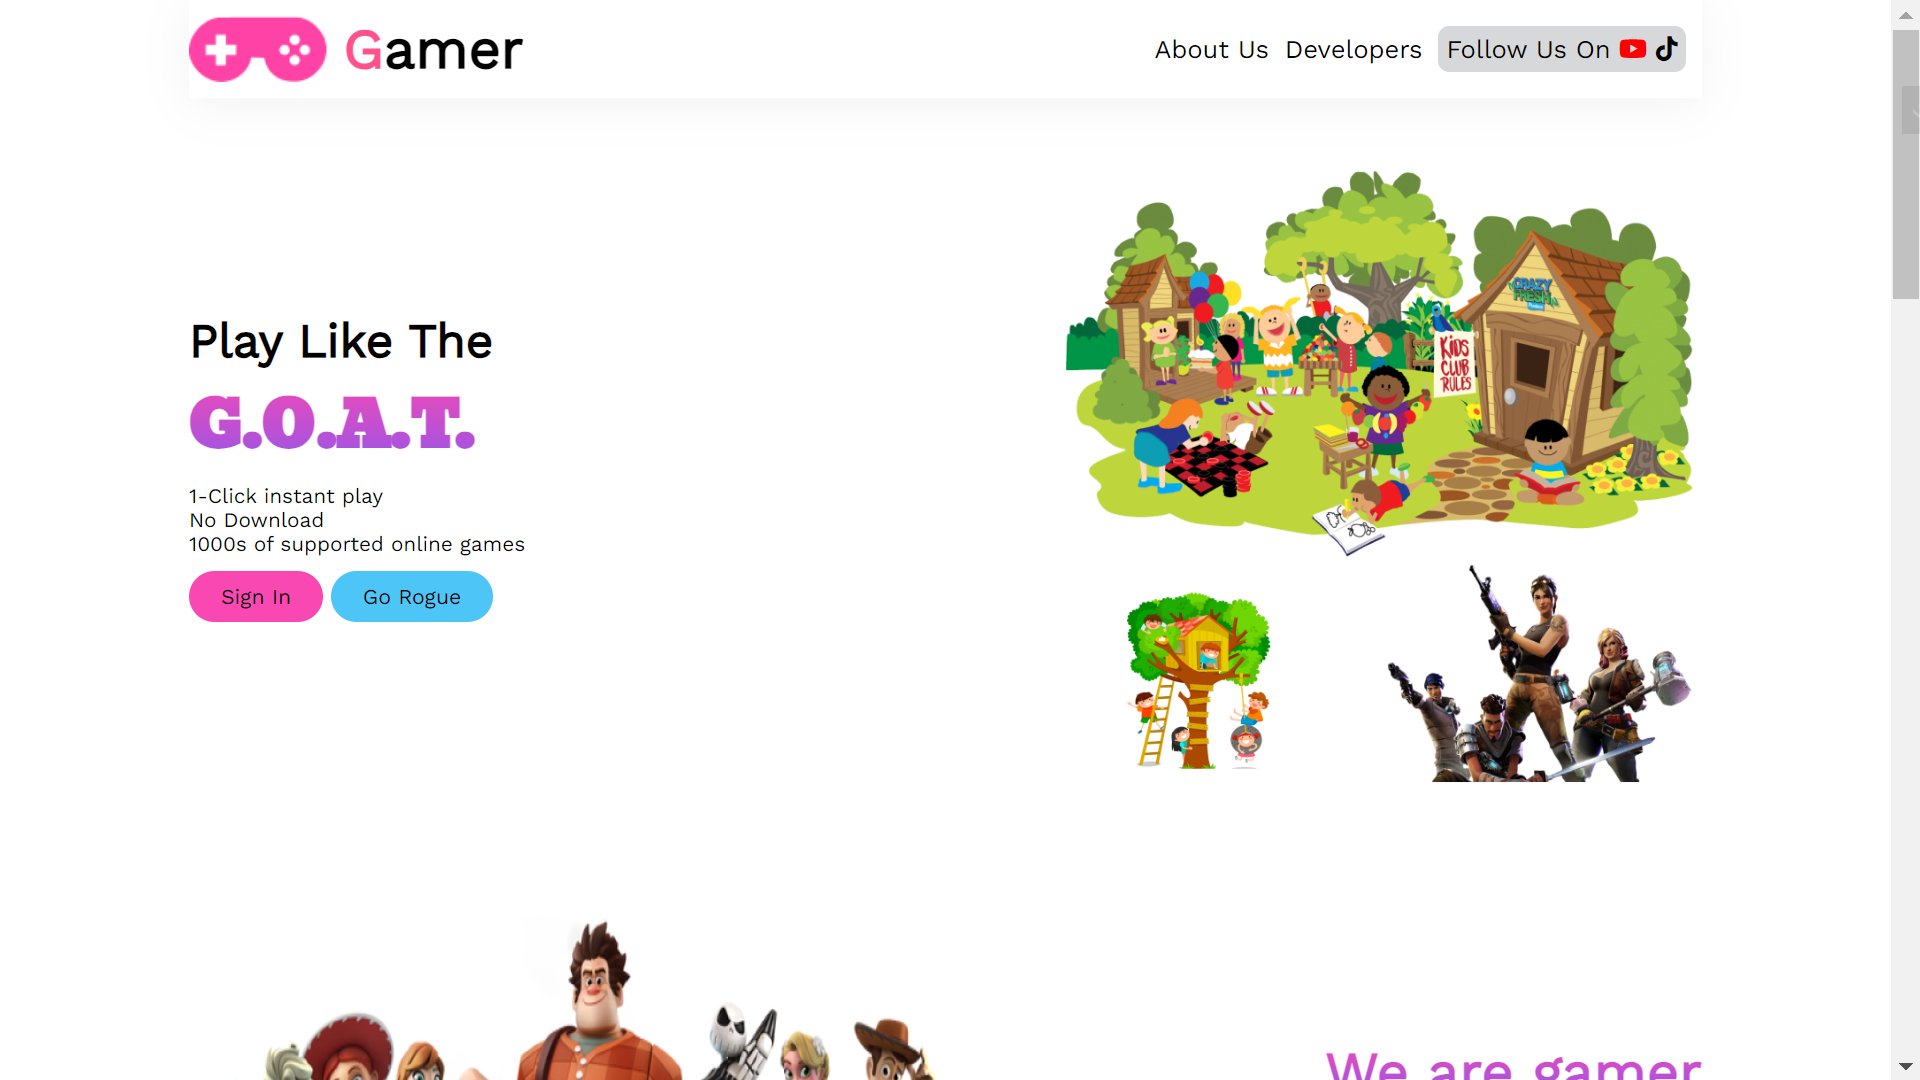 Gamer
About Us Developers Follow Us On
Play Like The
G.O.A.T.
1-Click instant play
No Download
1000s of supported online games
Sign In Go Rogue
CRAZY
FRESH
KIDS
CLUB
RULES
We are gamer